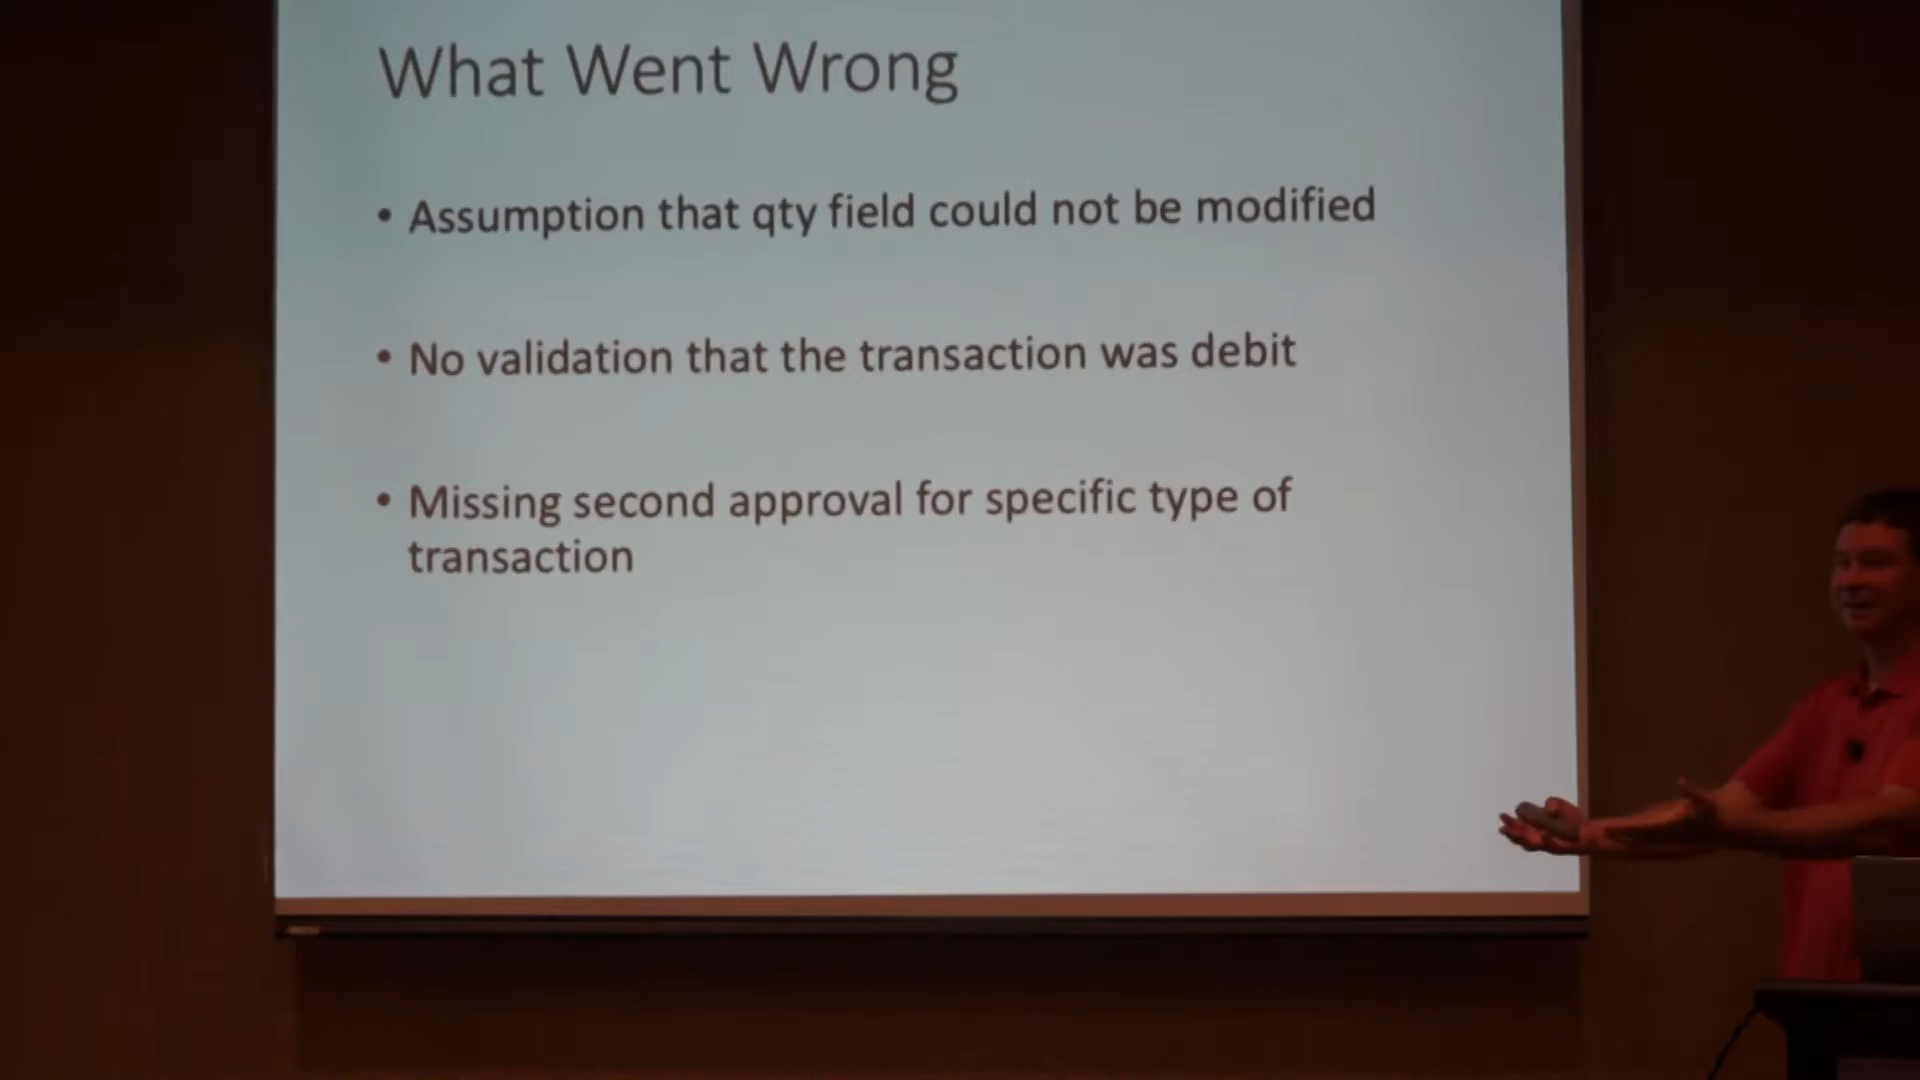 What Went Wrong
• Assumption that qty field could not be modified
• No validation that the transaction was debit
• Missing second approval for specific type of
transaction